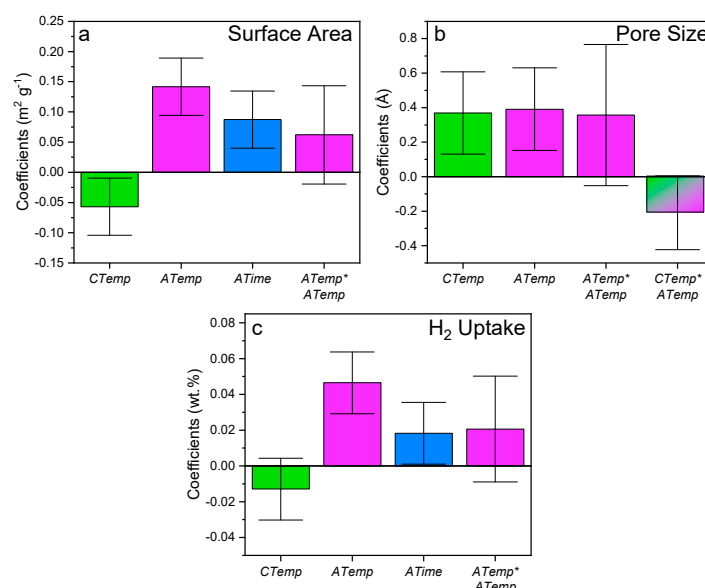 a
Surface Area
Coefficients (m² g⁻¹)
0.25
0.20
0.15
0.10
0.05
0.00
-0.05
-0.10
-0.15
CTemp
ATemp
ATime
ATemp*
ATemp
b
Pore Size
Coefficients (Å)
0.8
0.6
0.4
0.2
0.0
-0.2
-0.4
CTemp
ATemp
ATemp*
ATemp
CTemp*
ATemp
c
H₂ Uptake
Coefficients (wt.%)
0.08
0.06
0.04
0.02
0.00
-0.02
-0.04
CTemp
ATemp
ATime
ATemp*
ATemp